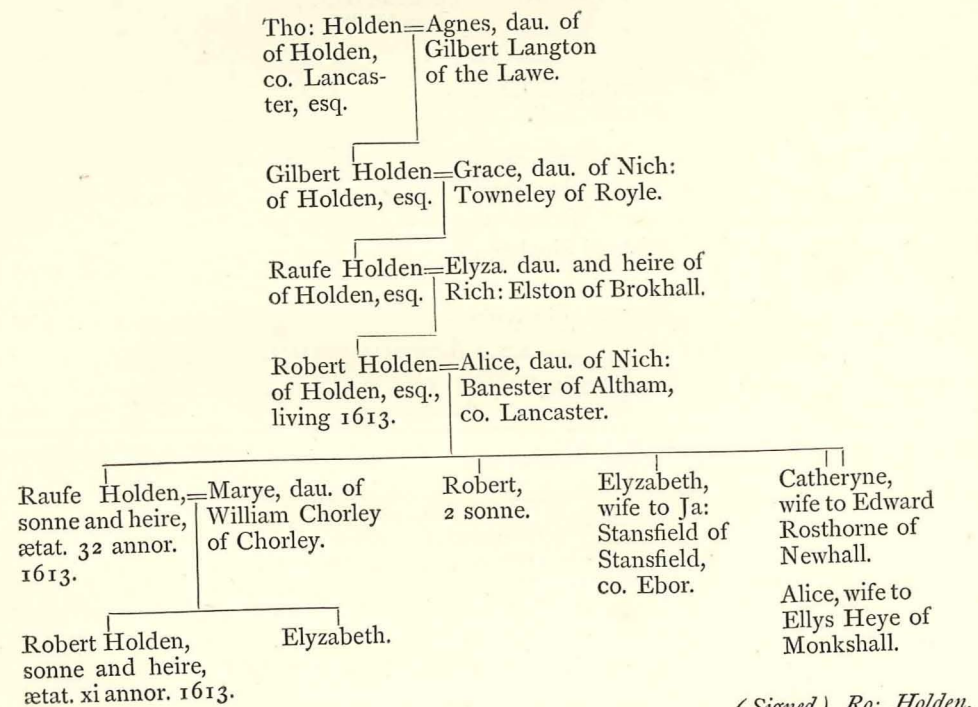 Tho: Holden=Agnes, dau. of
of Holden, Gilbert Langton
co. Lancas- of the Lawe.
ter, esq.
Gilbert Holden=Grace, dau. of Nich:
of Holden, esq. Towneley of Royle.
Raufe Holden=Elyza. dau. and heire of
of Holden, esq. Rich: Elston of Brokhall.
Robert Holden=Alice, dau. of Nich:
of Holden, esq., Banester of Altham,
living 1613. co. Lancaster.
Raufe Holden,=Marye, dau. of
sonne and heire, William Chorley
ætat. 32 annor. of Chorley.
1613.
Robert,
2 sonne.
Elyzabeth,
wife to Ja:
Stansfield of
Stansfield,
co. Ebor.
Catheryne,
wife to Edward
Rosthorne of
Newhall.
Alice, wife to
Ellys Heye of
Monkshall.
Robert Holden,
sonne and heire,
ætat. xi annor. 1613.
Elyzabeth.
(Signed) Ro: Holden.